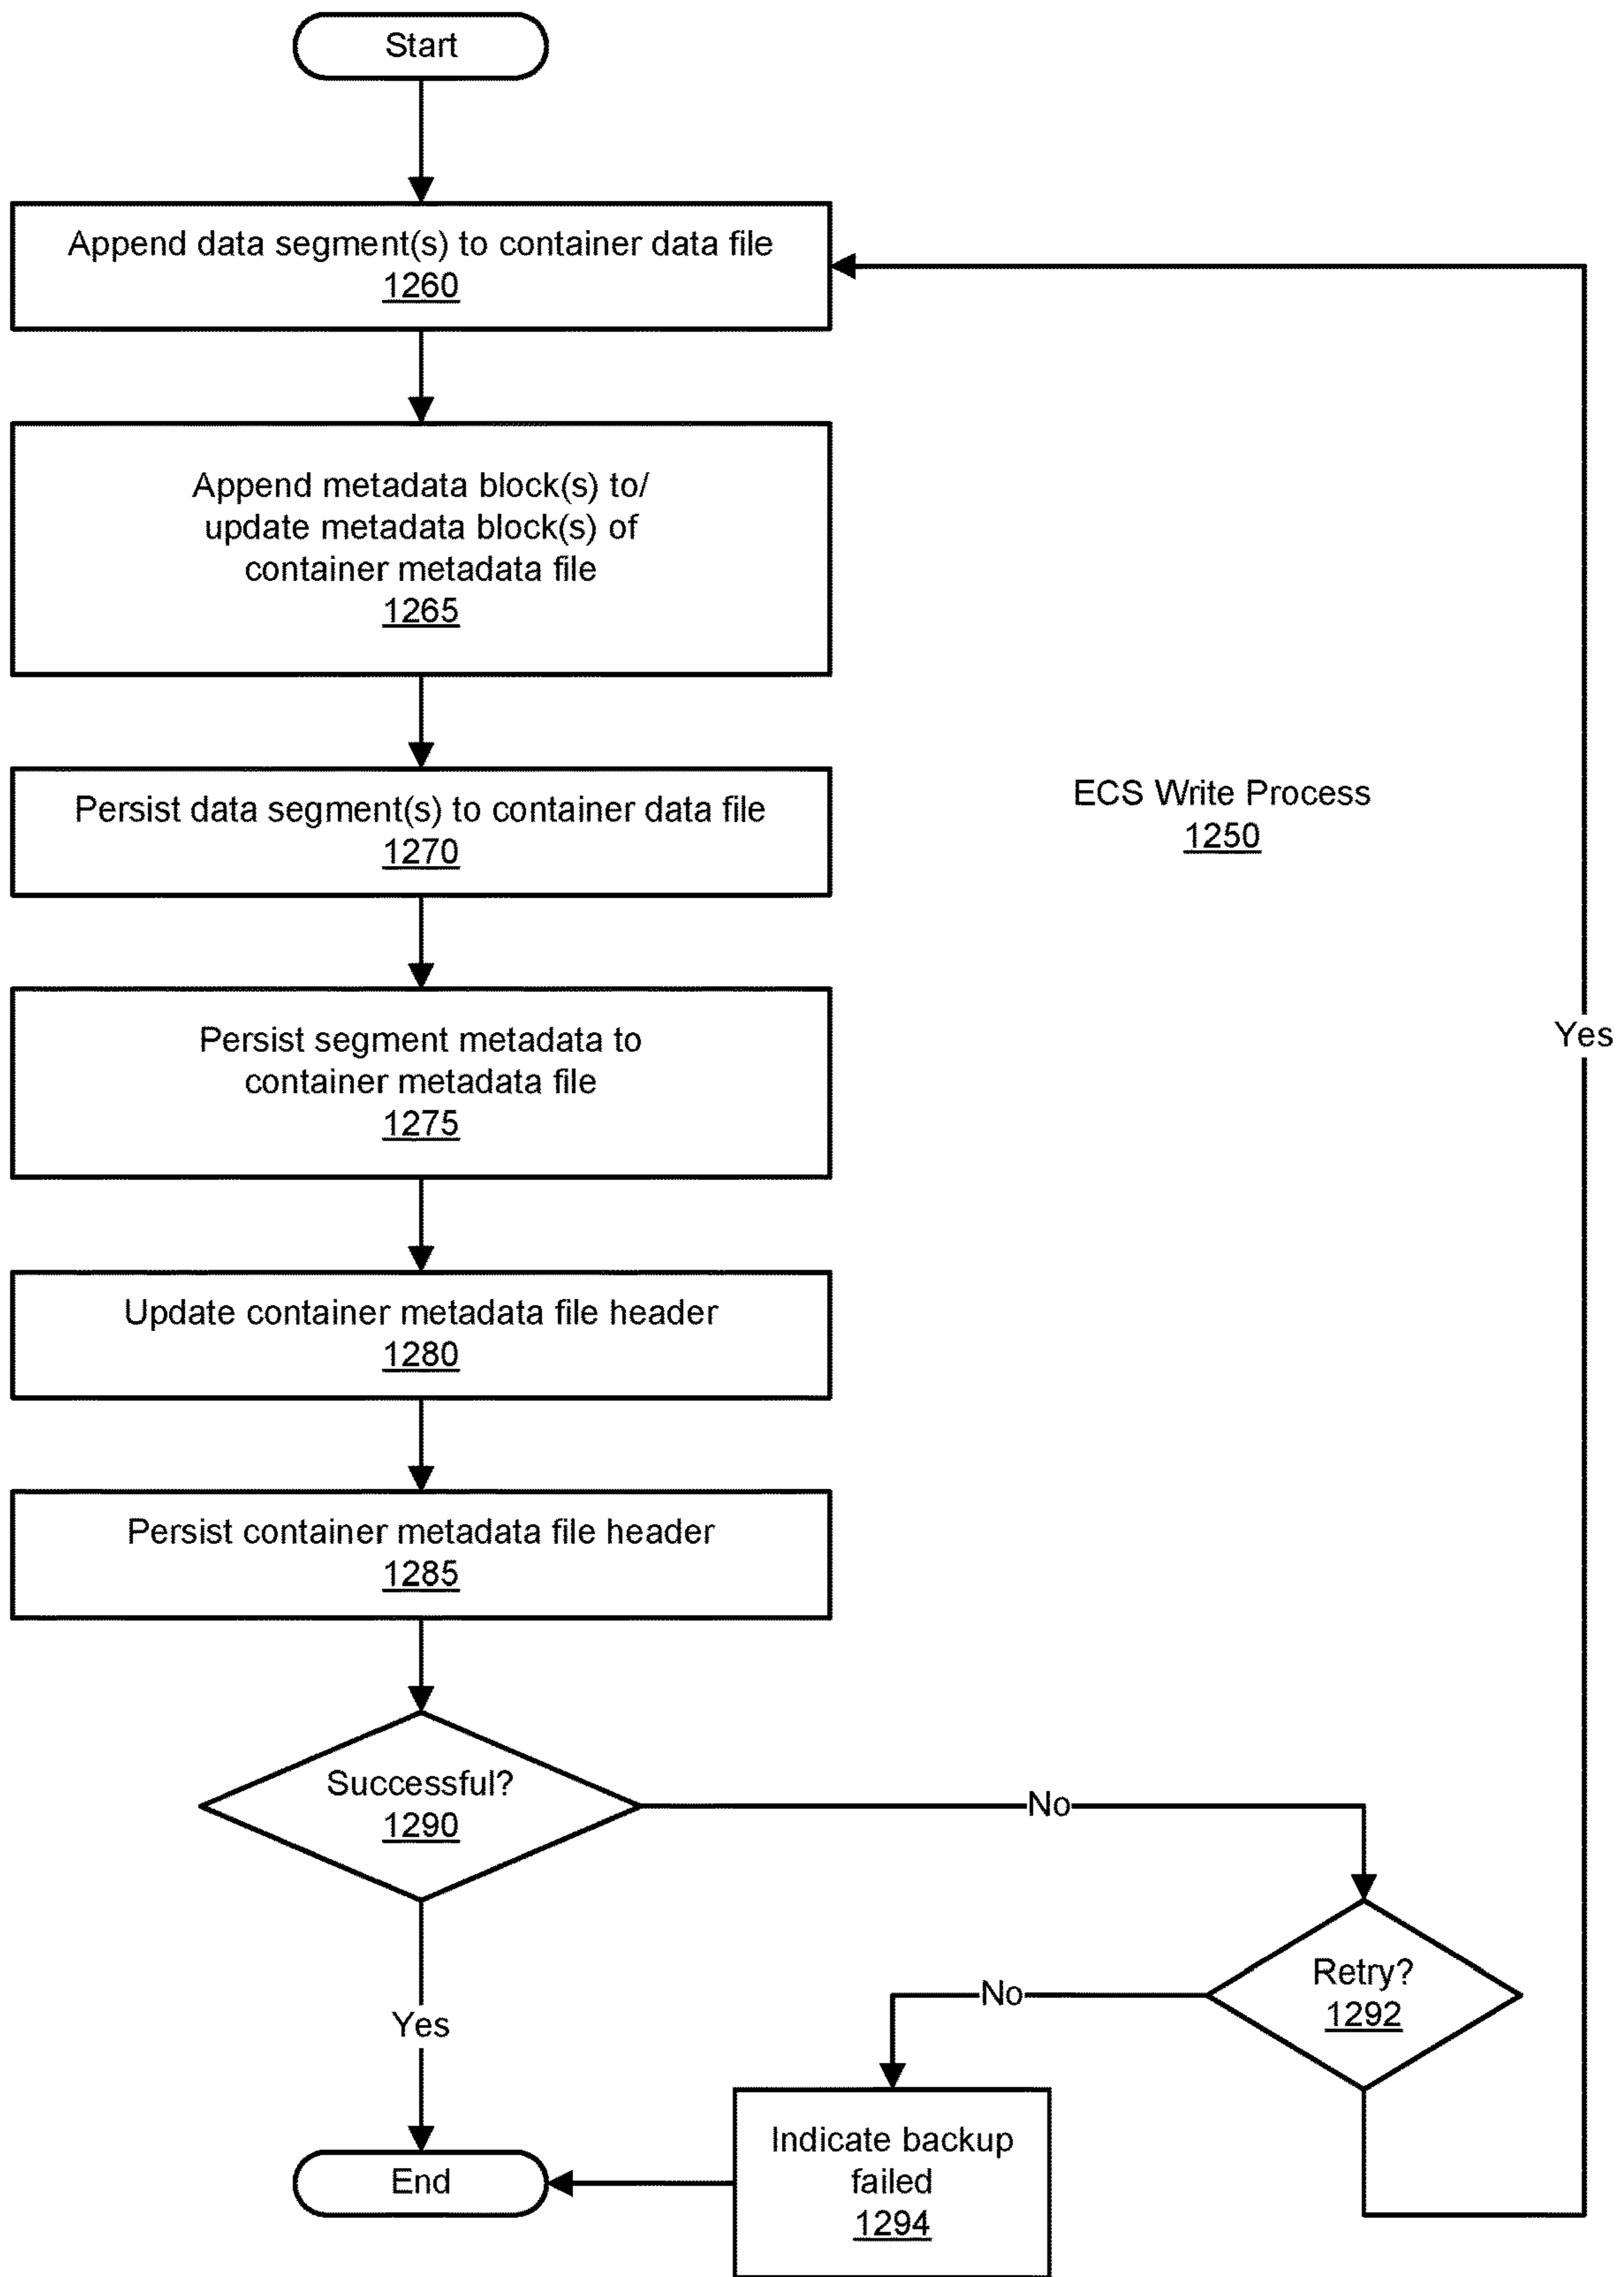 Start
Append data segment(s) to container data file
1260
Append metadata block(s) to/
update metadata block(s) of
container metadata file
1265
Persist data segment(s) to container data file
1270
ECS Write Process
1250
Persist segment metadata to
container metadata file
1275
Yes
Update container metadata file header
1280
Persist container metadata file header
1285
Successful?
1290
No
Retry?
1292
No
Yes
Indicate backup
failed
1294
End